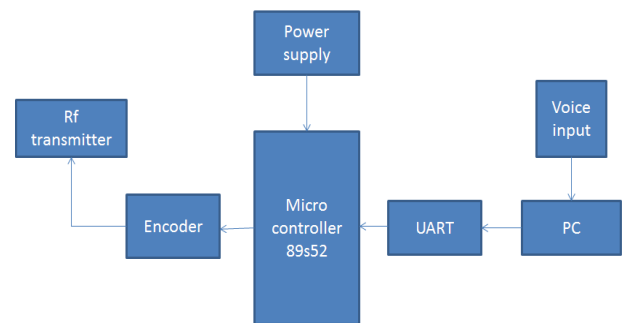 Power
supply
Rf
transmitter
Voice
input
Micro
controller
89s52
Encoder
UART
PC